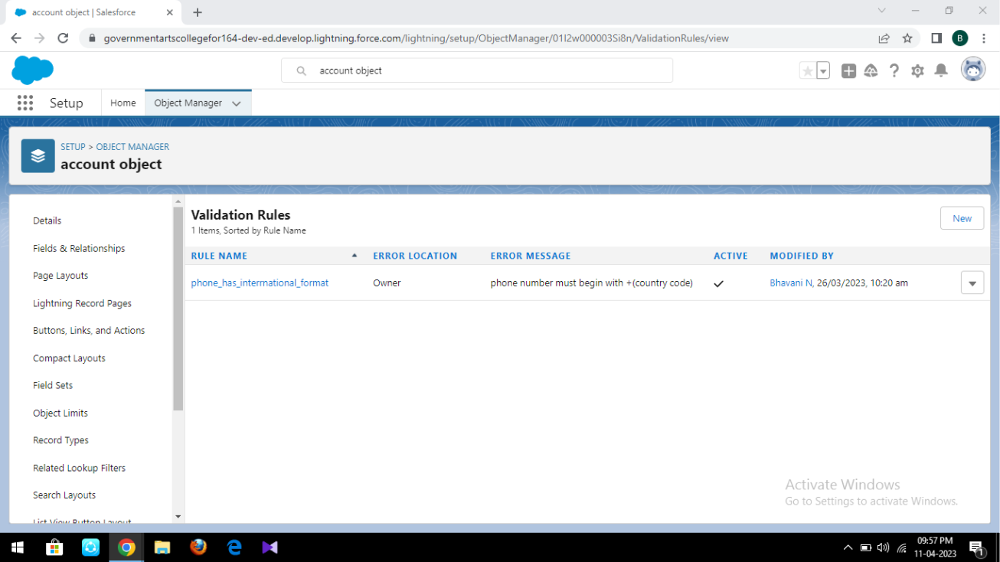 account object | Salesforce
governmentartscollegefor164-dev-ed.develop.lightning.force.com/lightning/setup/ObjectManager/01I2w000003Si8n/ValidationRules/view
B
account object
Setup
Home
Object Manager
SETUP > OBJECT MANAGER
account object
Details
Fields & Relationships
Page Layouts
Lightning Record Pages
Buttons, Links, and Actions
Compact Layouts
Field Sets
Object Limits
Record Types
Related Lookup Filters
Search Layouts
List View Button Layout
Validation Rules
1 Items, Sorted by Rule Name
New
RULE NAME ERROR LOCATION ERROR MESSAGE ACTIVE MODIFIED BY
phone_has_interrnational_format Owner phone number must begin with +(country code) Bhavani N, 26/03/2023, 10:20 am
Activate Windows
Go to Settings to activate Windows.
09:57 PM
11-04-2023
1